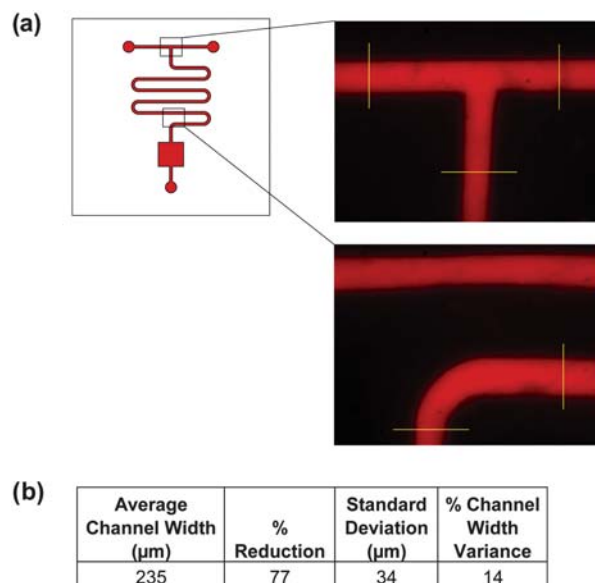 (a)
(b)
Average Channel Width (µm) % Reduction Standard Deviation (µm) % Channel Width Variance
235 77 34 14